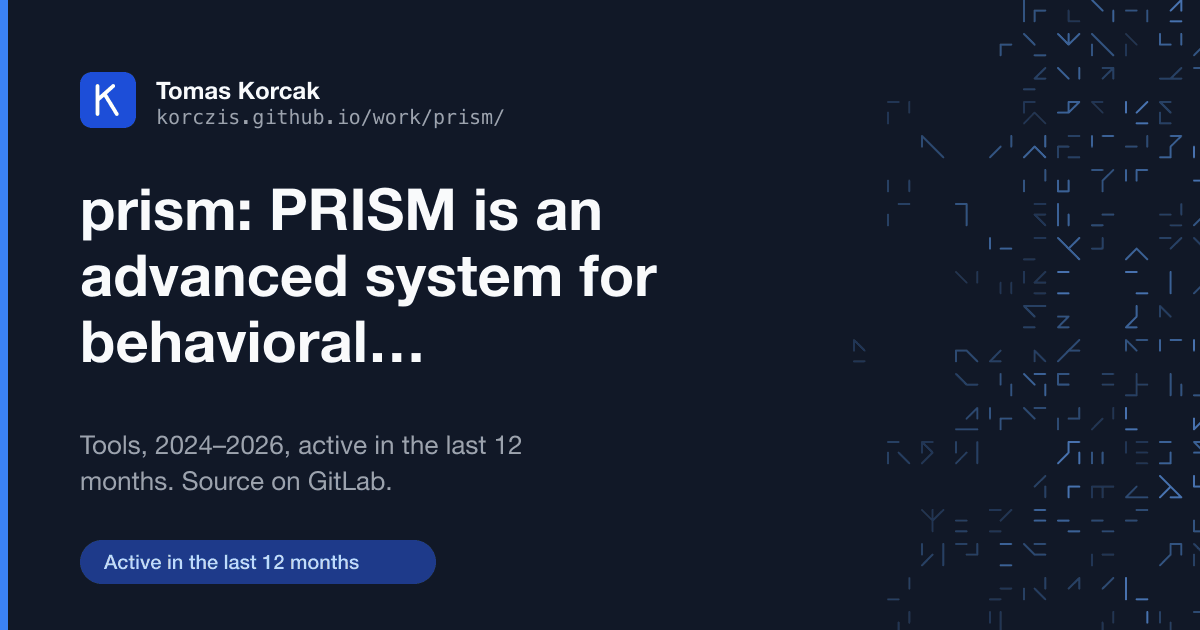 K
Tomas Korcak
korczis.github.io/work/prism/
prism: PRISM is an
advanced system for
behavioral…
Tools, 2024–2026, active in the last 12
months. Source on GitLab.
Active in the last 12 months